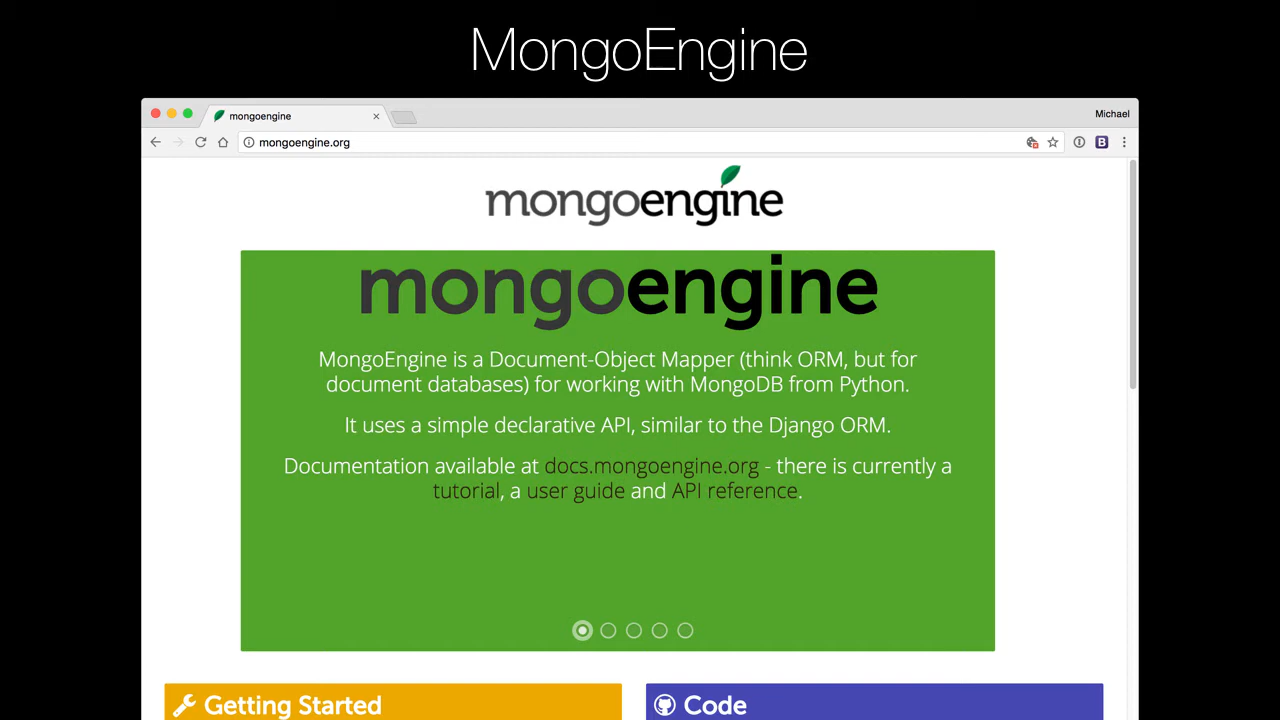 MongoEngine
mongoengine
Michael
mongoengine.org
mongoengine
mongoengine
MongoEngine is a Document-Object Mapper (think ORM, but for
document databases) for working with MongoDB from Python.
It uses a simple declarative API, similar to the Django ORM.
Documentation available at docs.mongoengine.org - there is currently a
tutorial, a user guide and API reference.
Getting Started
Code